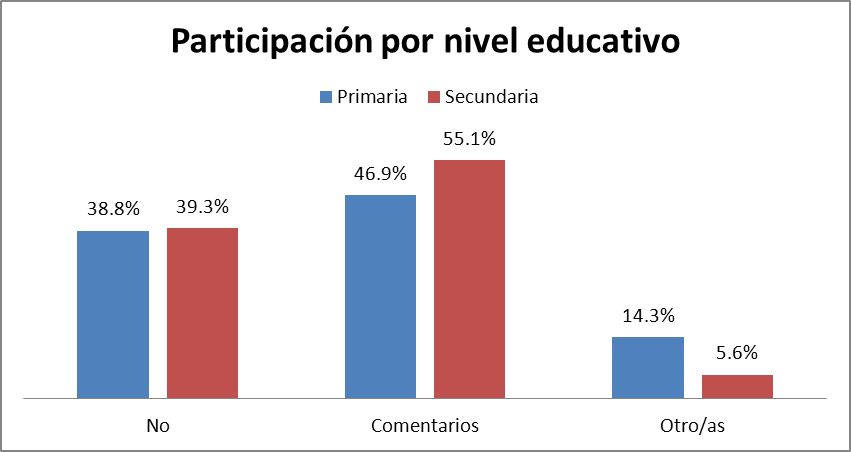 Participación por nivel educativo
Primaria Secundaria
38.8% 39.3% 46.9% 55.1% 14.3% 5.6%
No Comentarios Otro/as